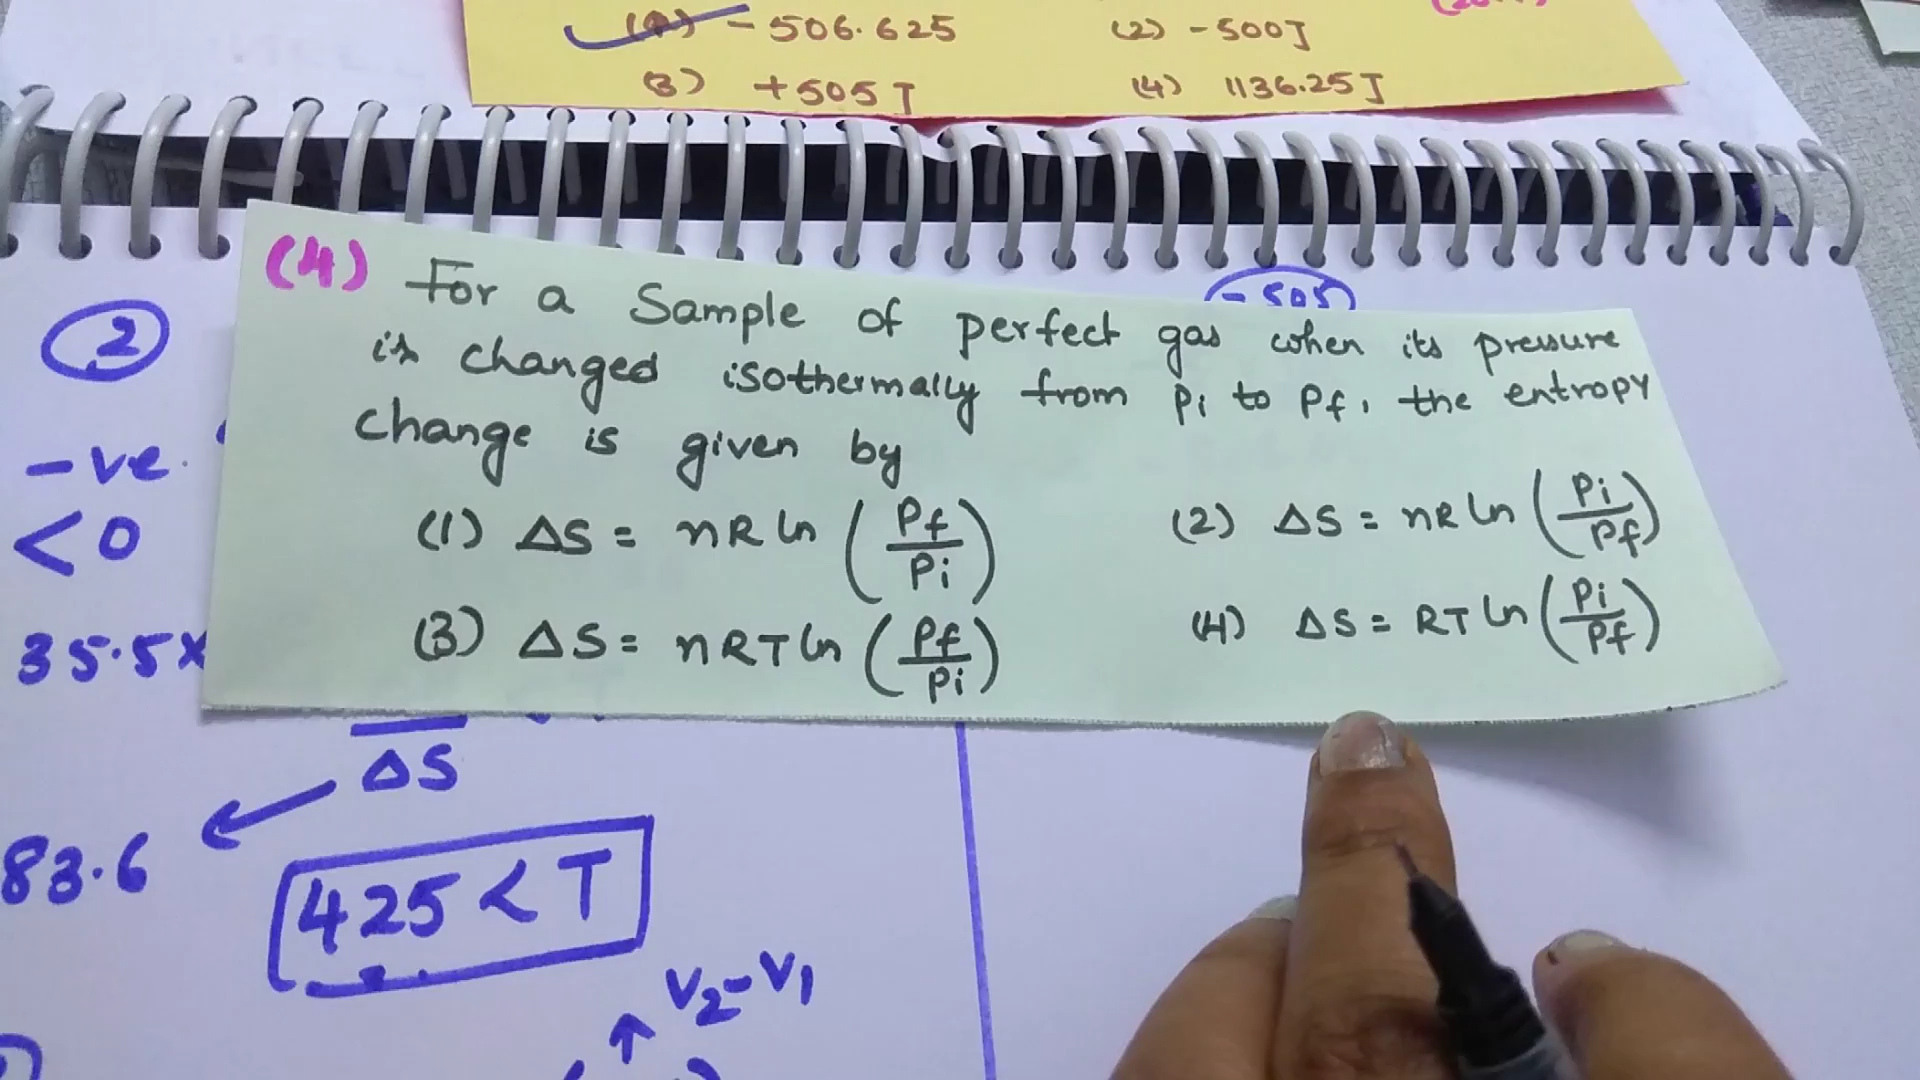 (1) - 506.625 (2) - 500J
(3) + 505 J (4) 1136.25J
- 505
(4) For a Sample of perfect gas when its pressure
is changed isothermally from Pi to Pf, the entropy
change is given by
(1) ΔS = nR ln (Pf/Pi) (2) ΔS = nR ln (Pi/Pf)
(3) ΔS = nRT ln (Pf/Pi) (4) ΔS = RT ln (Pi/Pf)
2
- ve
< 0
35.5 x
ΔS
83.6
425 < T
V2-V1